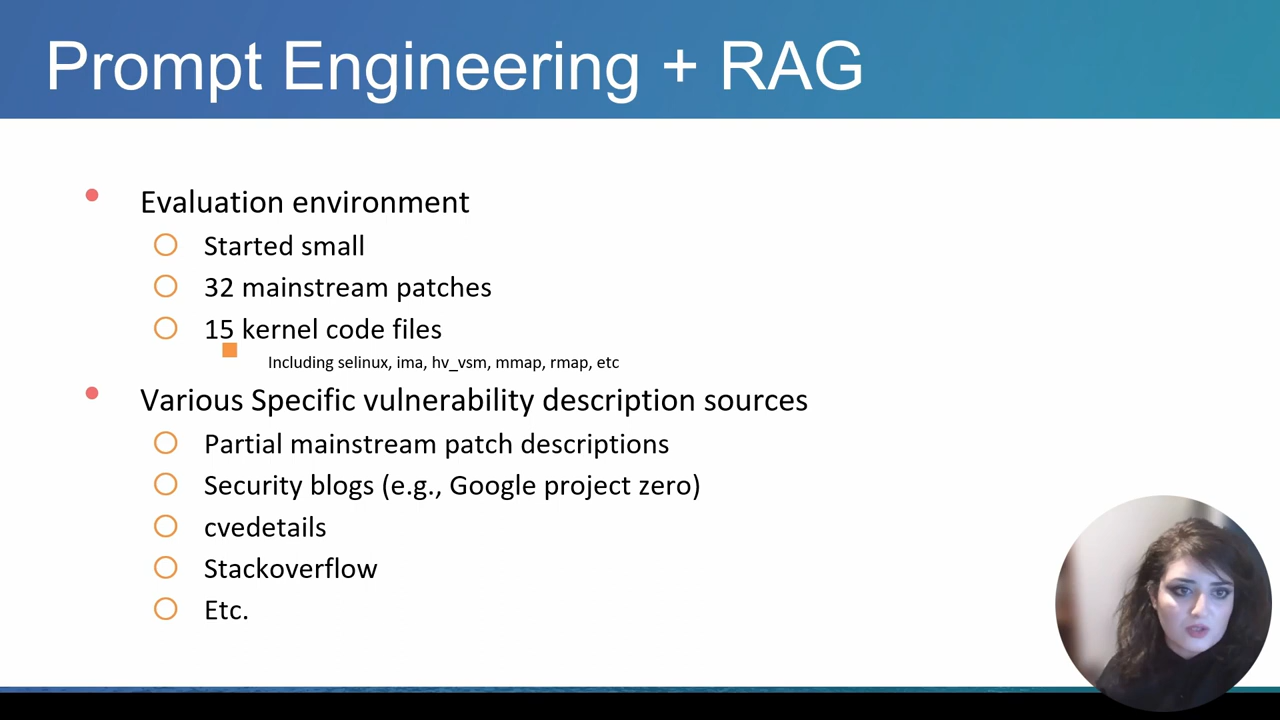 Prompt Engineering + RAG
Evaluation environment
Started small
32 mainstream patches
15 kernel code files
Including selinux, ima, hv_vsm, mmap, rmap, etc
Various Specific vulnerability description sources
Partial mainstream patch descriptions
Security blogs (e.g., Google project zero)
cvedetails
Stackoverflow
Etc.